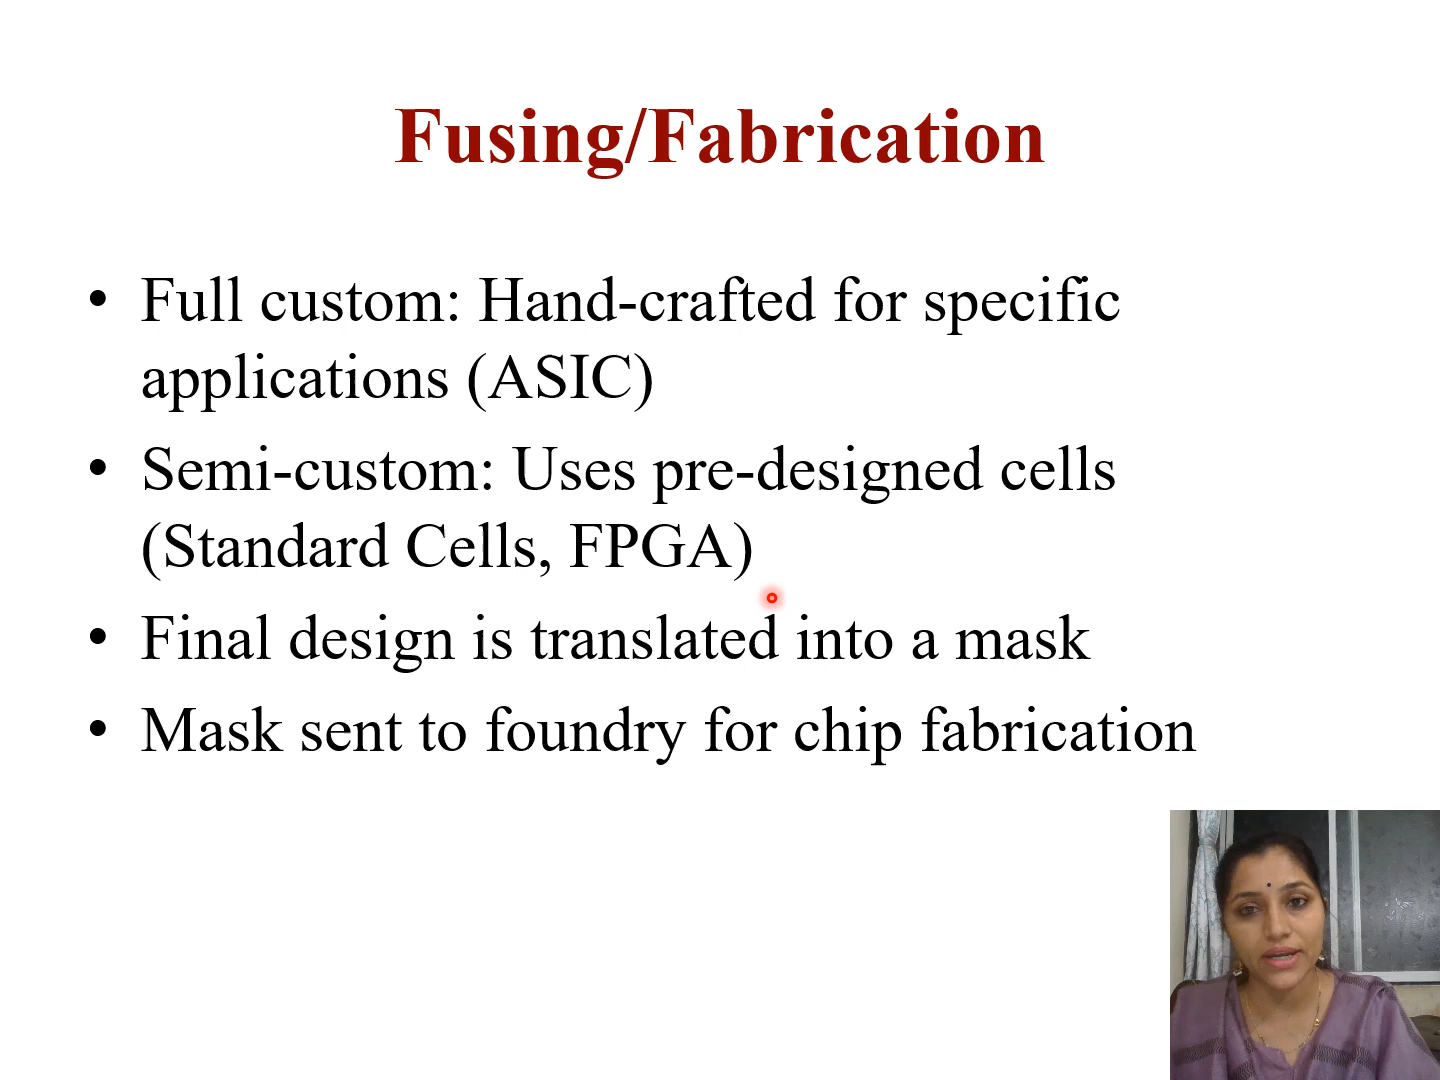 Fusing/Fabrication
• Full custom: Hand-crafted for specific
applications (ASIC)
• Semi-custom: Uses pre-designed cells
(Standard Cells, FPGA)
• Final design is translated into a mask
• Mask sent to foundry for chip fabrication